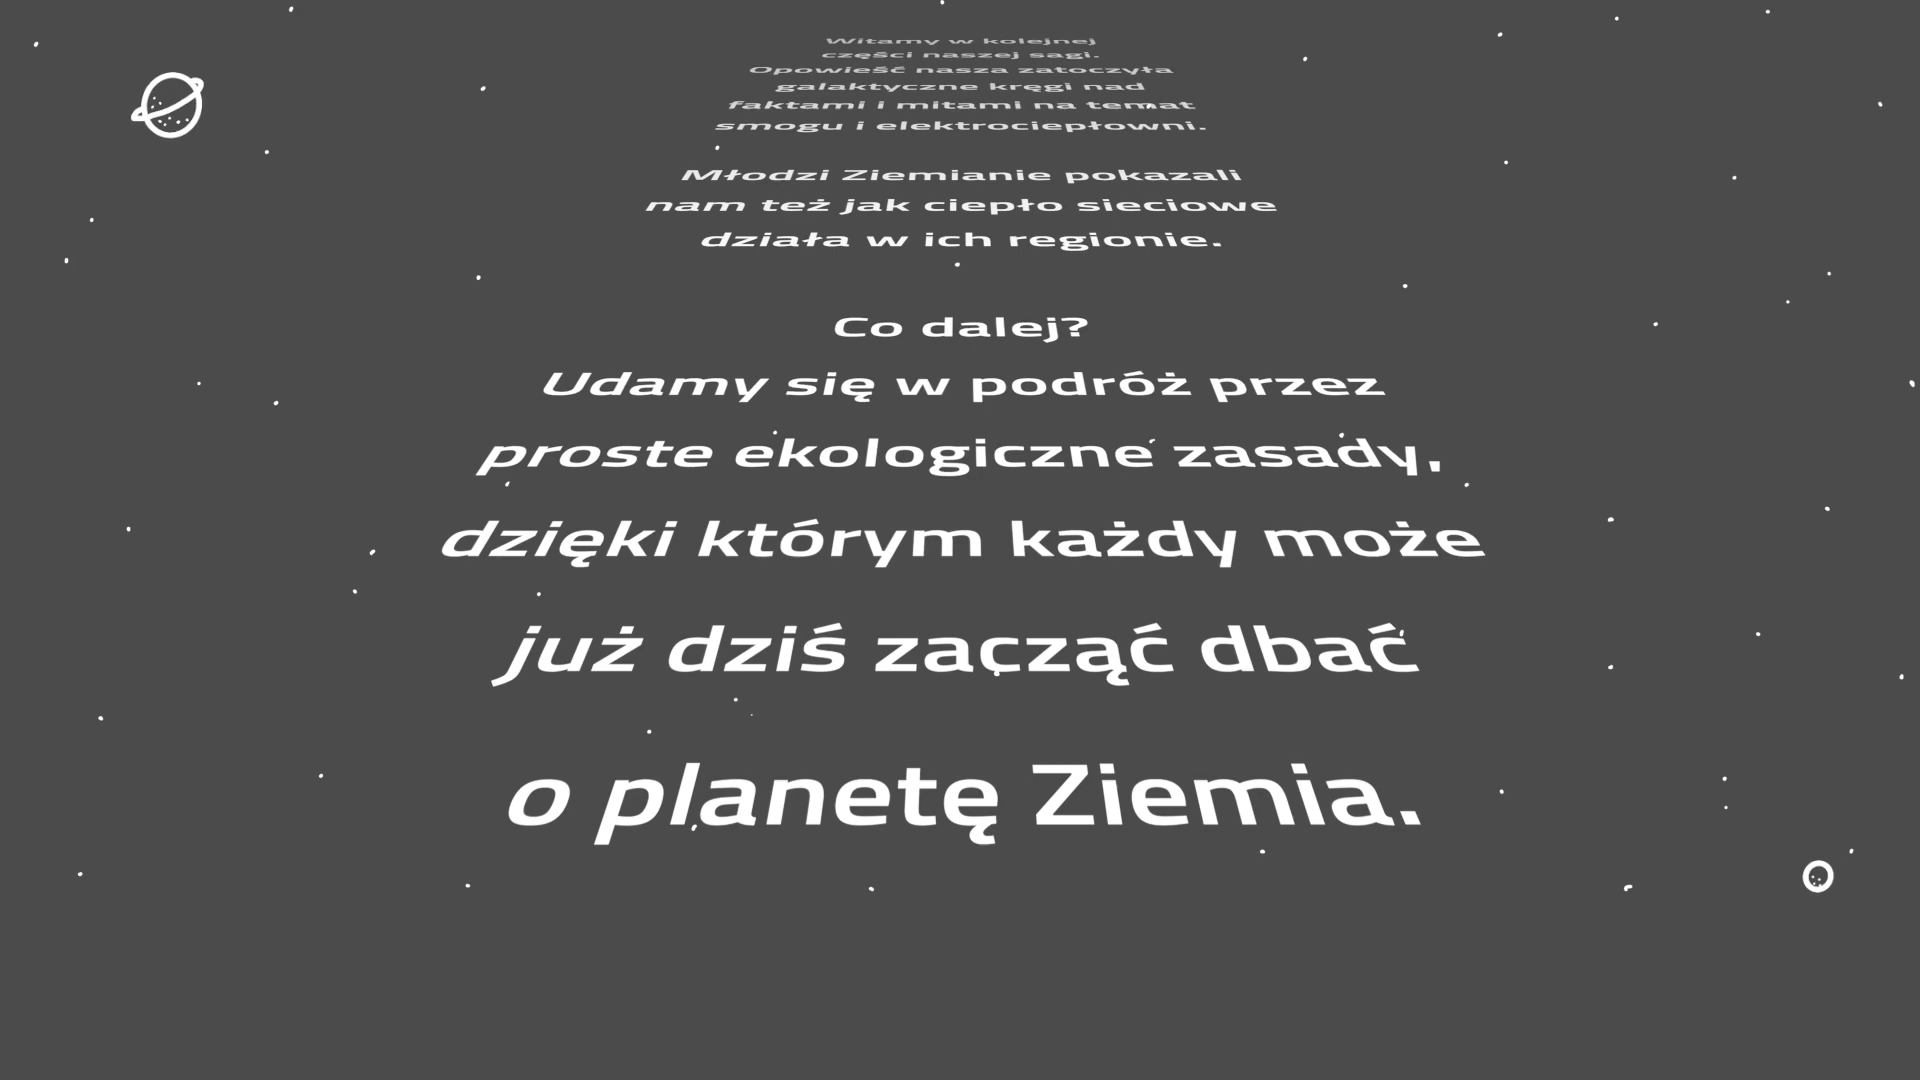 Witamy w kolejnej
części naszej sagi.
Opowieść nasza zatoczyła
galaktyczne kręgi nad
faktami i mitami na temat
smogu i elektrociepłowni.
Młodzi Ziemianie pokazali
nam też jak ciepło sieciowe
działa w ich regionie.
Co dalej?
Udamy się w podróż przez
proste ekologiczne zasady,
dzięki którym każdy może
już dziś zacząć dbać
o planetę Ziemia.